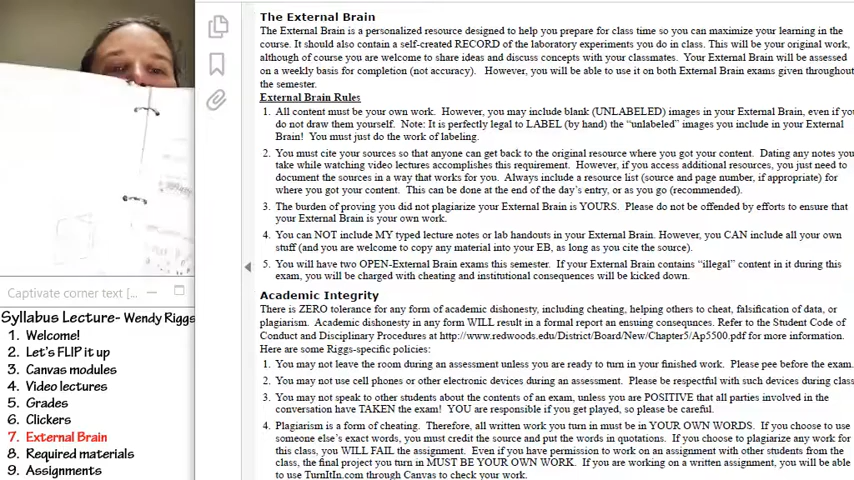 The External Brain
The External Brain is a personalized resource designed to help you prepare for class time so you can maximize your learning in the
course. It should also contain a self-created RECORD of the laboratory experiments you do in class. This will be your original work,
although of course you are welcome to share ideas and discuss concepts with your classmates. Your External Brain will be assessed
on a weekly basis for completion (not accuracy). However, you will be able to use it on both External Brain exams given throughout
the semester.
External Brain Rules
1. All content must be your own work. However, you may include blank (UNLABELED) images in your External Brain, even if you
do not draw them yourself. Note: It is perfectly legal to LABEL (by hand) the "unlabeled" images you include in your External
Brain! You must just do the work of labeling.
2. You must cite your sources so that anyone can get back to the original resource where you got your content. Dating any notes you
take while watching video lectures accomplishes this requirement. However, if you access additional resources, you just need to
document the sources in a way that works for you. Always include a resource list (source and page number, if appropriate) for
where you got your content. This can be done at the end of the day's entry, or as you go (recommended).
3. The burden of proving you did not plagiarize your External Brain is YOURS. Please do not be offended by efforts to ensure that
your External Brain is your own work.
4. You can NOT include MY typed lecture notes or lab handouts in your External Brain. However, you CAN include all your own
stuff (and you are welcome to copy any material into your EB, as long as you cite the source).
5. You will have two OPEN-External Brain exams this semester. If your External Brain contains "illegal" content in it during this
exam, you will be charged with cheating and institutional consequences will be kicked down.
Academic Integrity
There is ZERO tolerance for any form of academic dishonesty, including cheating, helping others to cheat, falsification of data, or
plagiarism. Academic dishonesty in any form WILL result in a formal report an ensuing consequnces. Refer to the Student Code of
Conduct and Disciplinary Procedures at http://www.redwoods.edu/District/Board/New/Chapter5/Ap5500.pdf for more information.
Here are some Riggs-specific policies:
1. You may not leave the room during an assessment unless you are ready to turn in your finished work. Please pee before the exam.
2. You may not use cell phones or other electronic devices during an assessment. Please be respectful with such devices during class
3. You may not speak to other students about the contents of an exam, unless you are POSITIVE that all parties involved in the
conversation have TAKEN the exam! YOU are responsible if you get played, so please be careful.
4. Plagiarism is a form of cheating. Therefore, all written work you turn in must be in YOUR OWN WORDS. If you choose to use
someone else's exact words, you must credit the source and put the words in quotations. If you choose to plagiarize any work for
this class, you WILL FAIL the assignment. Even if you have permission to work on an assignment with other students from the
class, the final project you turn in MUST BE YOUR OWN WORK. If you are working on a written assignment, you will be able
to use TurnItIn.com through Canvas to check your work.
Captivate corner text [...
Syllabus Lecture- Wendy Riggs
1. Welcome!
2. Let's FLIP it up
3. Canvas modules
4. Video lectures
5. Grades
6. Clickers
7. External Brain
8. Required materials
9. Assignments